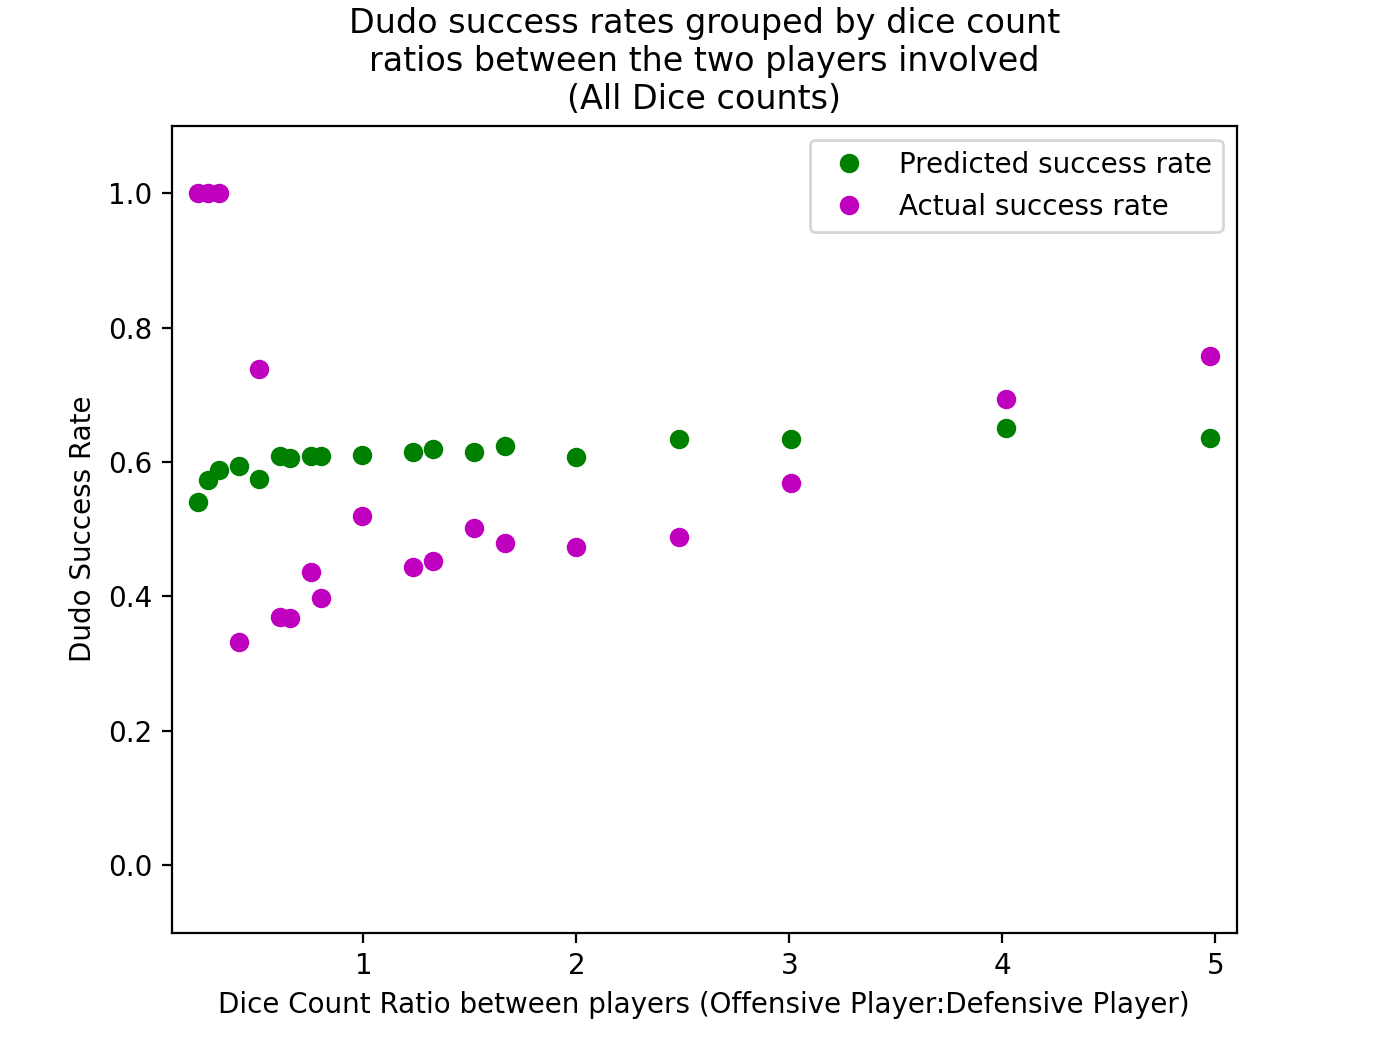 Dudo success rates grouped by dice count
ratios between the two players involved
(All Dice counts)
Predicted success rate
Actual success rate
1.0
0.8
0.6
0.4
0.2
0.0
Dudo Success Rate
1 2 3 4 5
Dice Count Ratio between players (Offensive Player:Defensive Player)